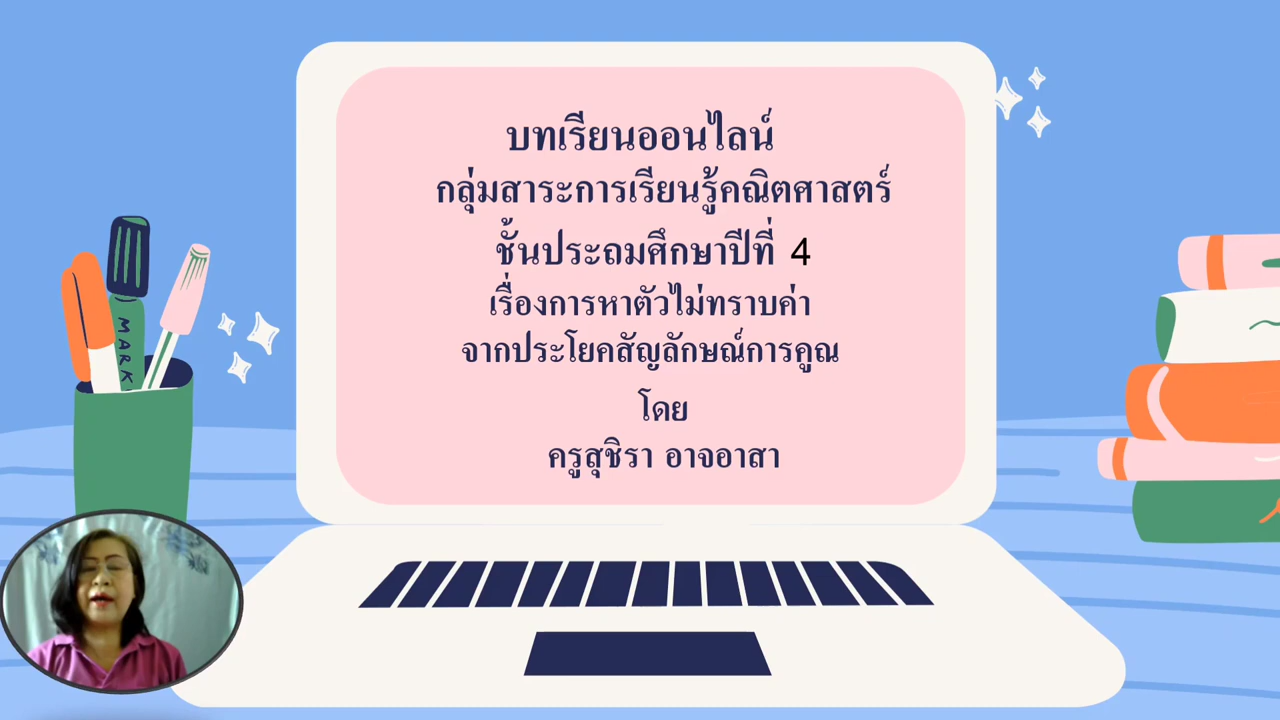 บทเรียนออนไลน์
กลุ่มสาระการเรียนรู้คณิตศาสตร์
ชั้นประถมศึกษาปีที่ 4
เรื่องการหาตัวไม่ทราบค่า
จากประโยคสัญลักษณ์การคูณ
โดย
ครูสุชิรา อาจอาสา
MARK